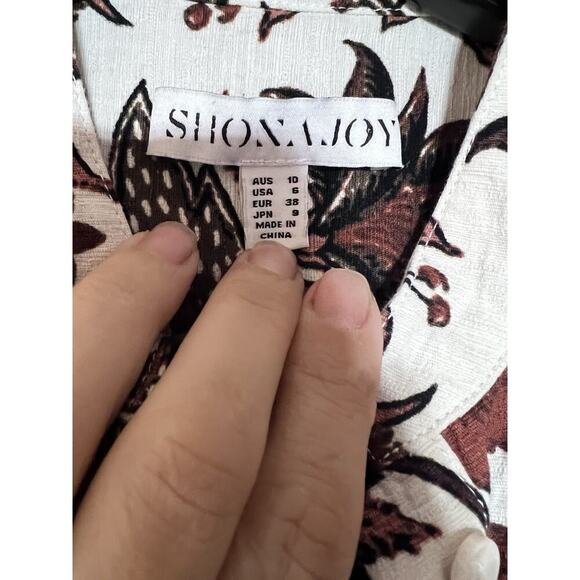 SHONA JOY
AUS 10
USA 6
EUR 38
JPN 9
MADE IN
CHINA